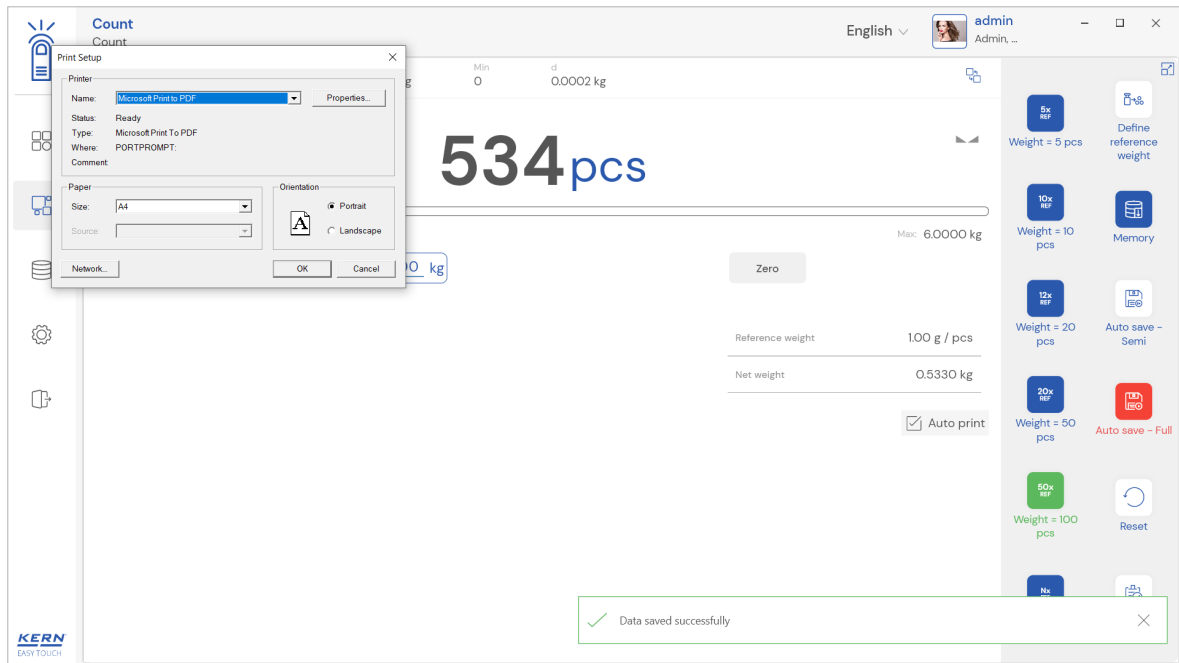 Count
Count
English
admin
Admin, ...
Print Setup
Printer
Name:
Microsoft Print to PDF
Properties...
Status:
Ready
Type:
Microsoft Print To PDF
Where:
PORTPROMPT:
Comment:
Paper
Size:
A4
Source:
Orientation
A
Portrait
Landscape
Network...
OK
Cancel
Min
0
d
0.0002 kg
534 pcs
Max: 6.0000 kg
kg
Zero
Reference weight
1.00 g / pcs
Net weight
0.5330 kg
Auto print
5x
REF
Weight = 5 pcs
Define
reference
weight
10x
REF
Weight = 10
pcs
Memory
12x
REF
Weight = 20
pcs
Auto save -
Semi
20x
REF
Weight = 50
pcs
Auto save - Full
50x
REF
Weight = 100
pcs
Reset
Nx
Data saved successfully
KERN
EASY TOUCH